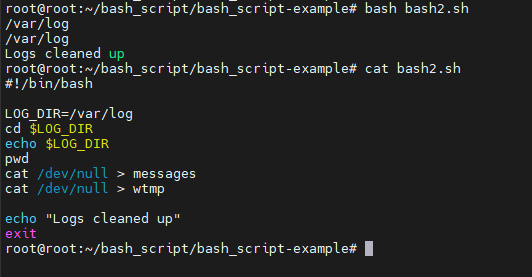 root@root:~/bash_script/bash_script-example# bash bash2.sh
/var/log
/var/log
Logs cleaned up
root@root:~/bash_script/bash_script-example# cat bash2.sh
#!/bin/bash
LOG_DIR=/var/log
cd $LOG_DIR
echo $LOG_DIR
pwd
cat /dev/null > messages
cat /dev/null > wtmp
echo "Logs cleaned up"
exit
root@root:~/bash_script/bash_script-example#